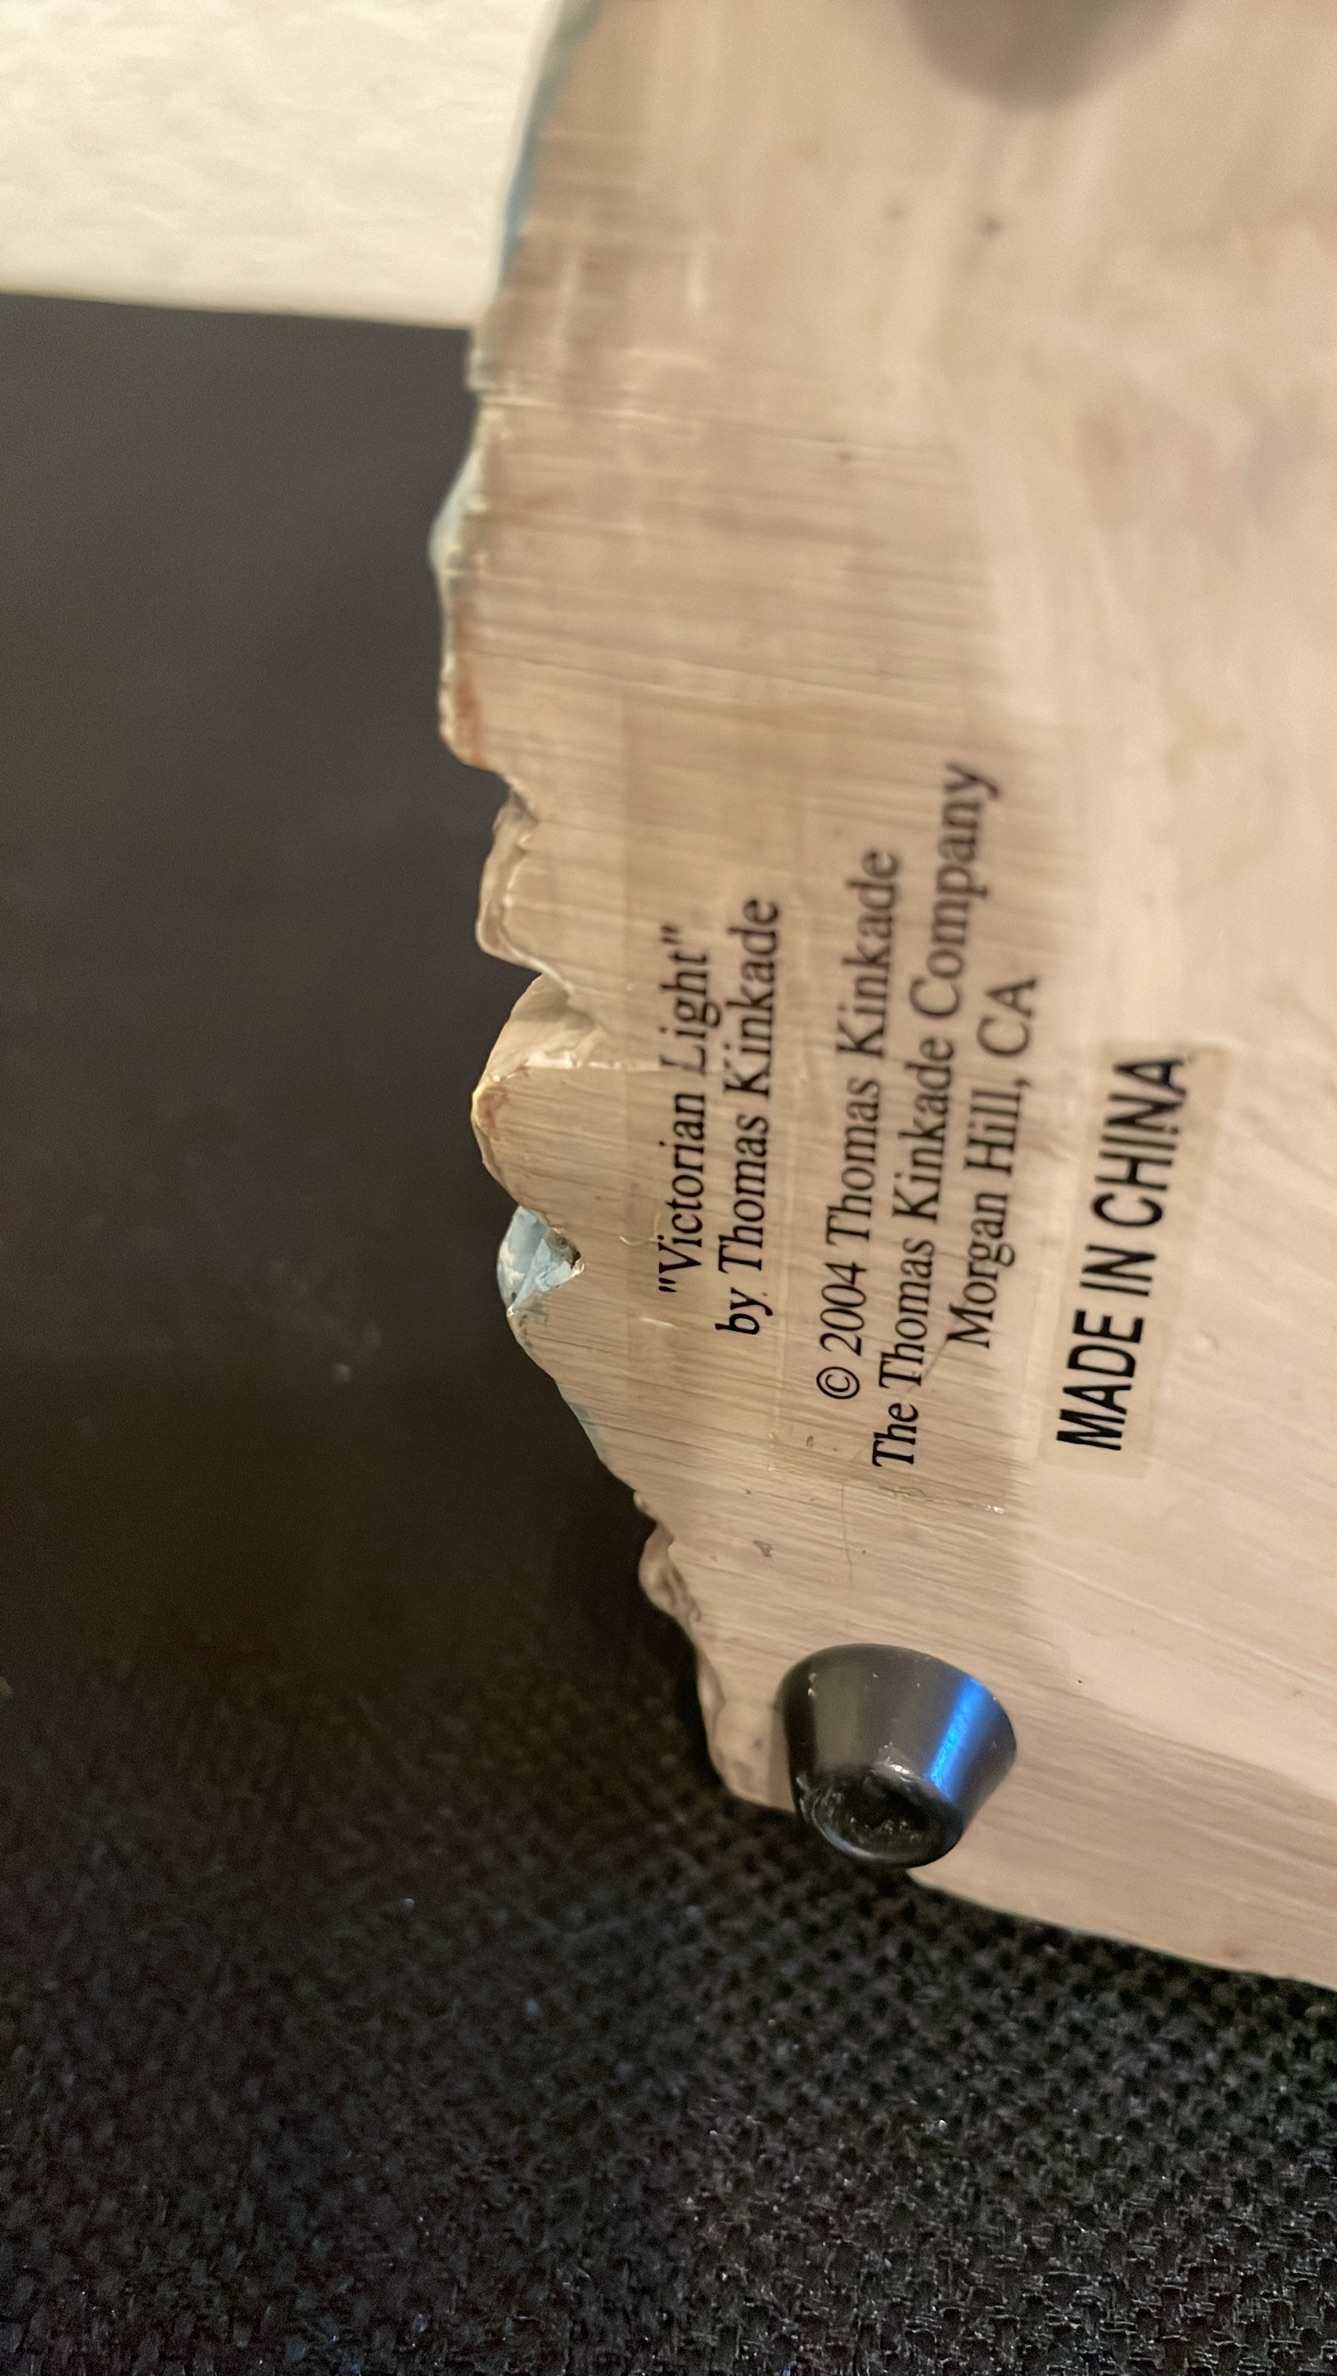 "Victorian Light"
by Thomas Kinkade
© 2004 Thomas Kinkade
The Thomas Kinkade Company
Morgan Hill, CA
MADE IN CHINA